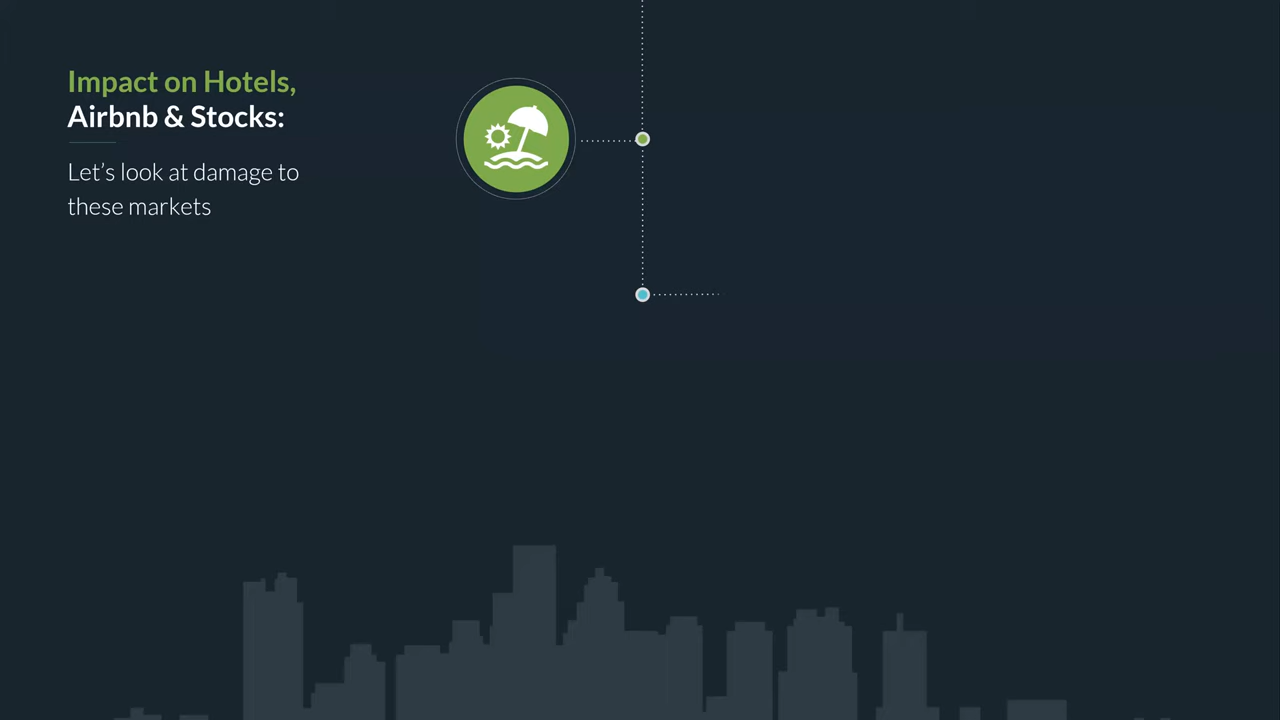 Impact on Hotels,
Airbnb & Stocks:
Let’s look at damage to
these markets